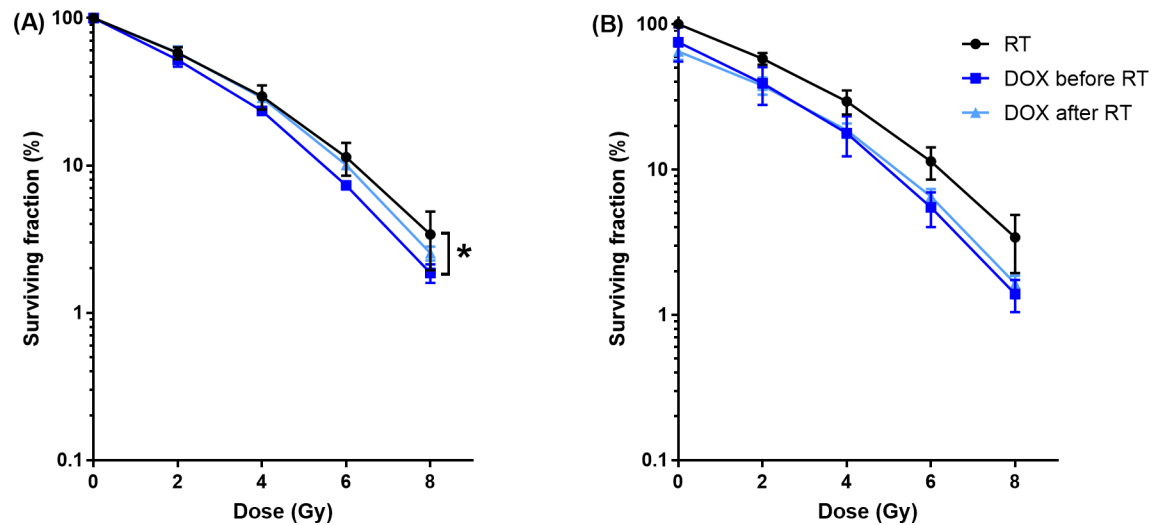 (A)
100
10
1
0.1
Surviving fraction (%)
0 2 4 6 8
Dose (Gy)
*
(B)
100
10
1
0.1
Surviving fraction (%)
0 2 4 6 8
Dose (Gy)
RT
DOX before RT
DOX after RT